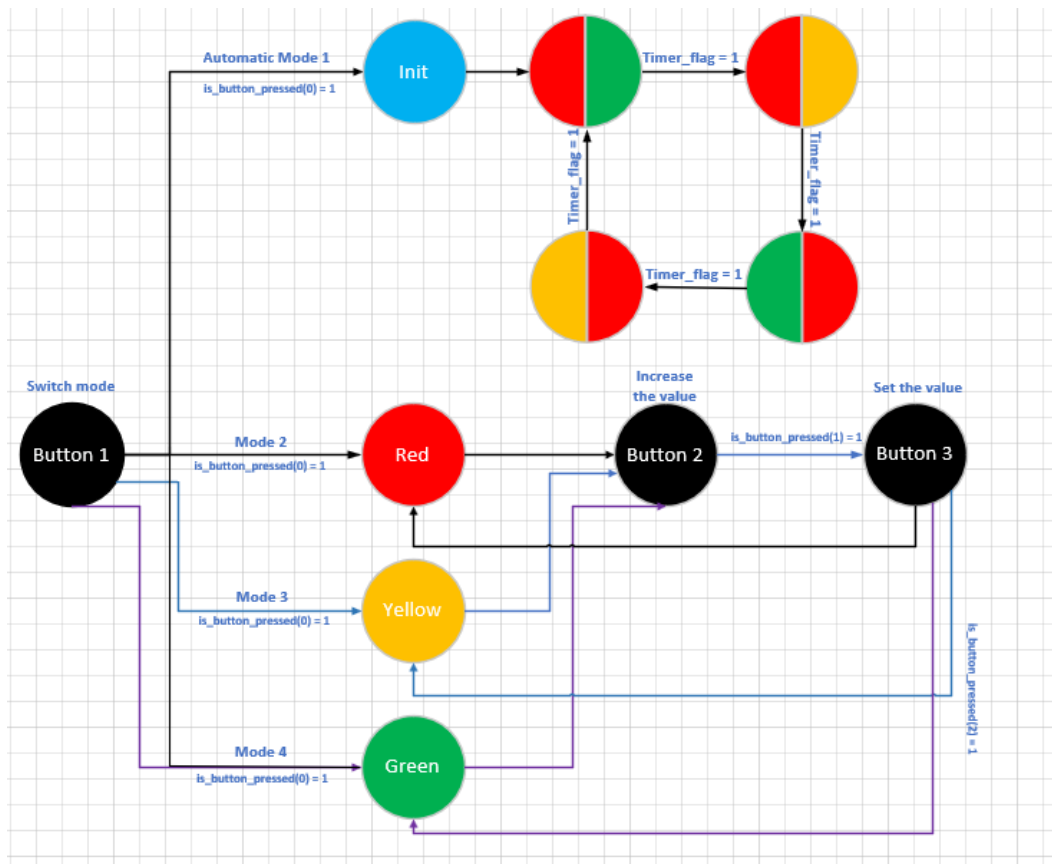 Automatic Mode 1
is_button_pressed(0) = 1
Init
Timer_flag = 1
Timer_flag = 1
Timer_flag = 1
Timer_flag = 1
Switch mode
Button 1
Mode 2
is_button_pressed(0) = 1
Red
Increase
the value
Button 2
is_button_pressed(1) = 1
Set the value
Button 3
Mode 3
is_button_pressed(0) = 1
Yellow
is_button_pressed(2) = 1
Mode 4
is_button_pressed(0) = 1
Green